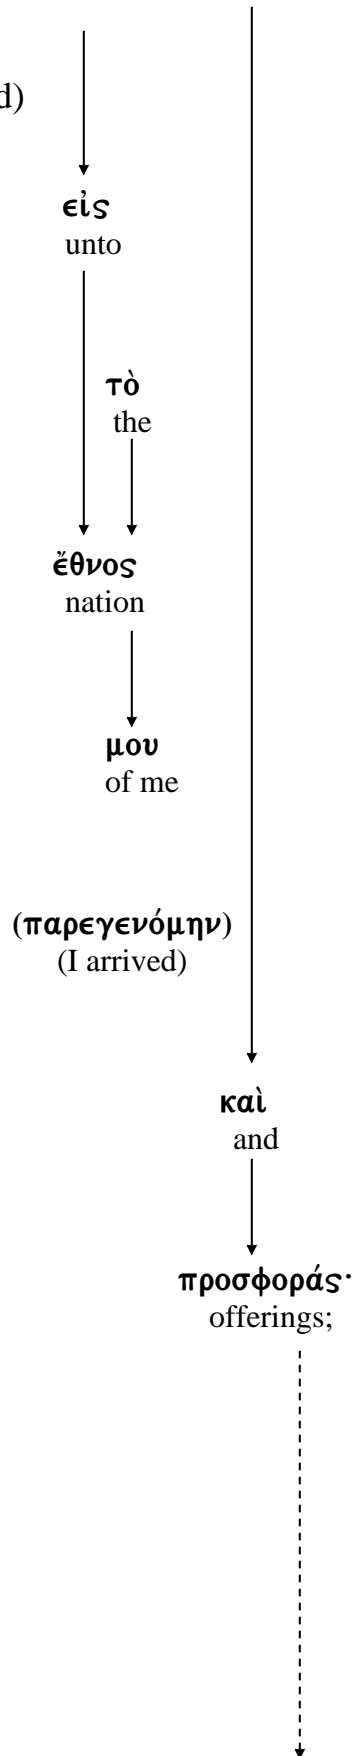 d)
εἰς
unto
τὸ
the
ἔθνος
nation
μου
of me
(παρεγενόμην)
(I arrived)
καὶ
and
προσφοράς·
offerings;